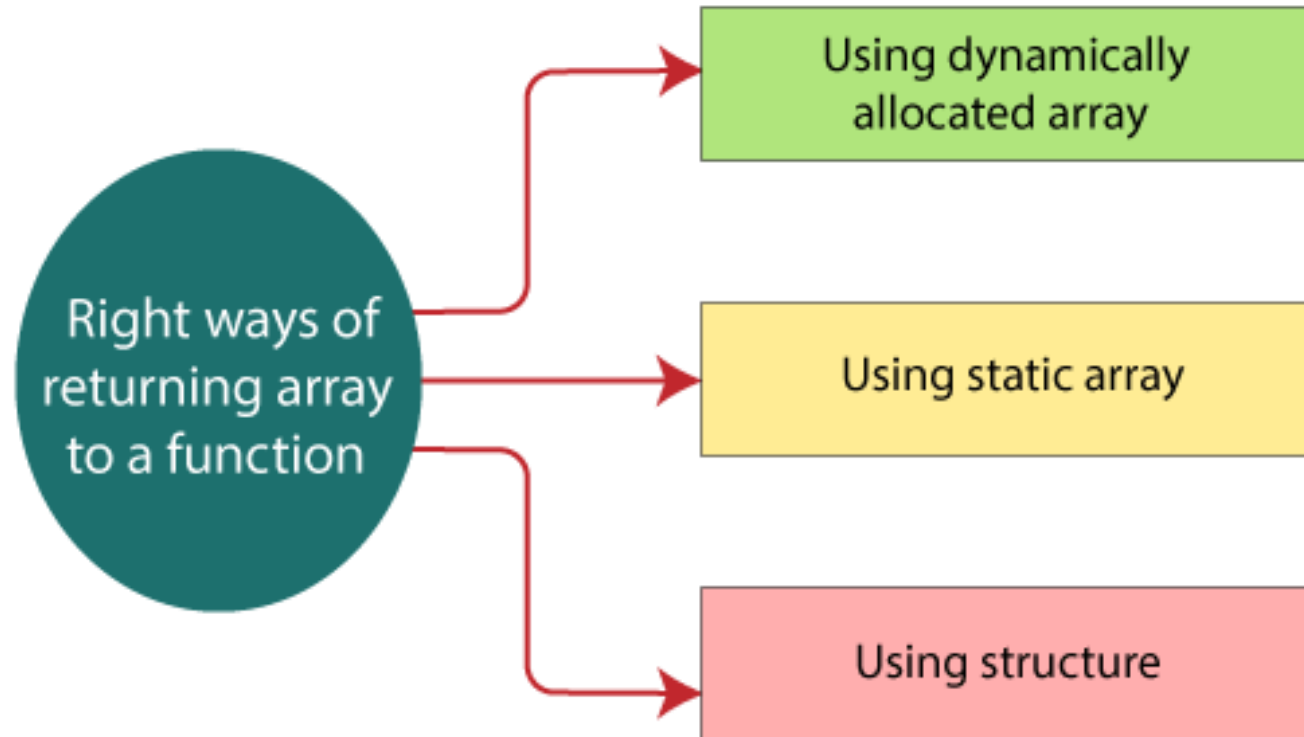 Right ways of
returning array
to a function
Using dynamically
allocated array
Using static array
Using structure